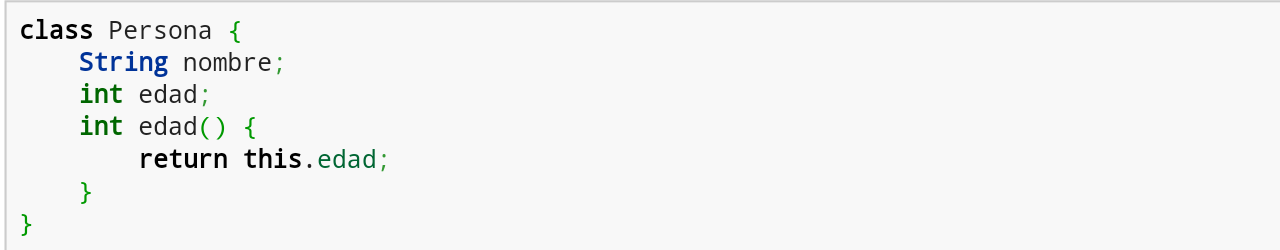 class Persona {
    String nombre;
    int edad;
    int edad() {
        return this.edad;
    }
}